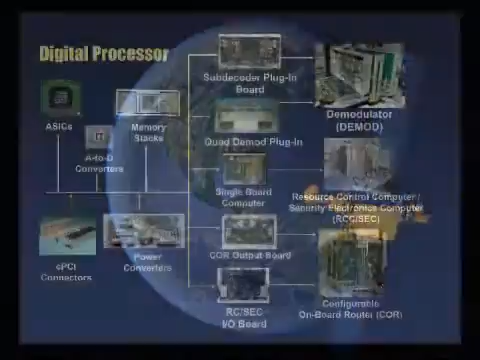 Digital Processor
Subdecoder Plug-In
Board
Demodulator
(DEMOD)
ASICs
Memory
Stacks
A-to-D
Converters
Quad Demod Plug-In
Single Board
Computer
Resource Control Computer /
Security Electronics Computer
(RCC/SEC)
cPCI
Connectors
Power
Converters
COR Output Board
RC/SEC
I/O Board
Configurable
On-Board Router (COR)